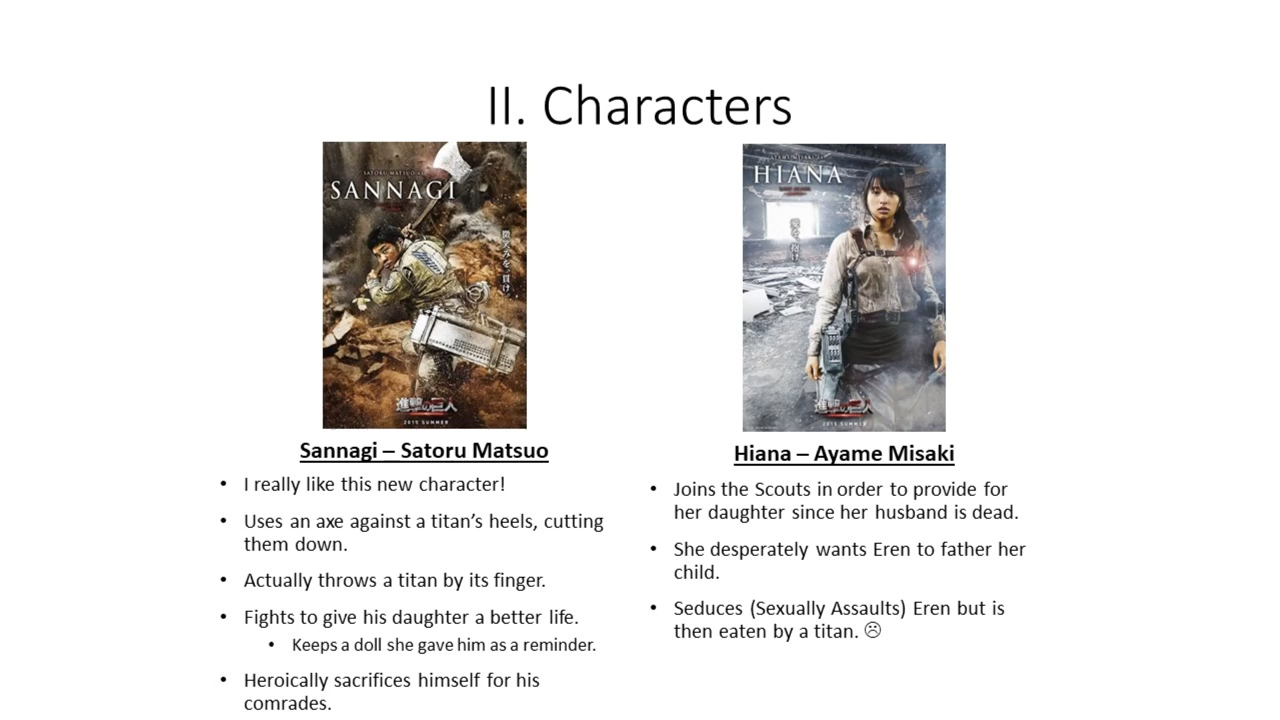 II. Characters
SATORU MATSUO as
SANNAGI
進撃の巨人
2015 SUMMER
HIANA
進撃の巨人
2015 SUMMER
Sannagi – Satoru Matsuo
• I really like this new character!
• Uses an axe against a titan’s heels, cutting
them down.
• Actually throws a titan by its finger.
• Fights to give his daughter a better life.
• Keeps a doll she gave him as a reminder.
• Heroically sacrifices himself for his
comrades.
Hiana – Ayame Misaki
• Joins the Scouts in order to provide for
her daughter since her husband is dead.
• She desperately wants Eren to father her
child.
• Seduces (Sexually Assaults) Eren but is
then eaten by a titan. ☹